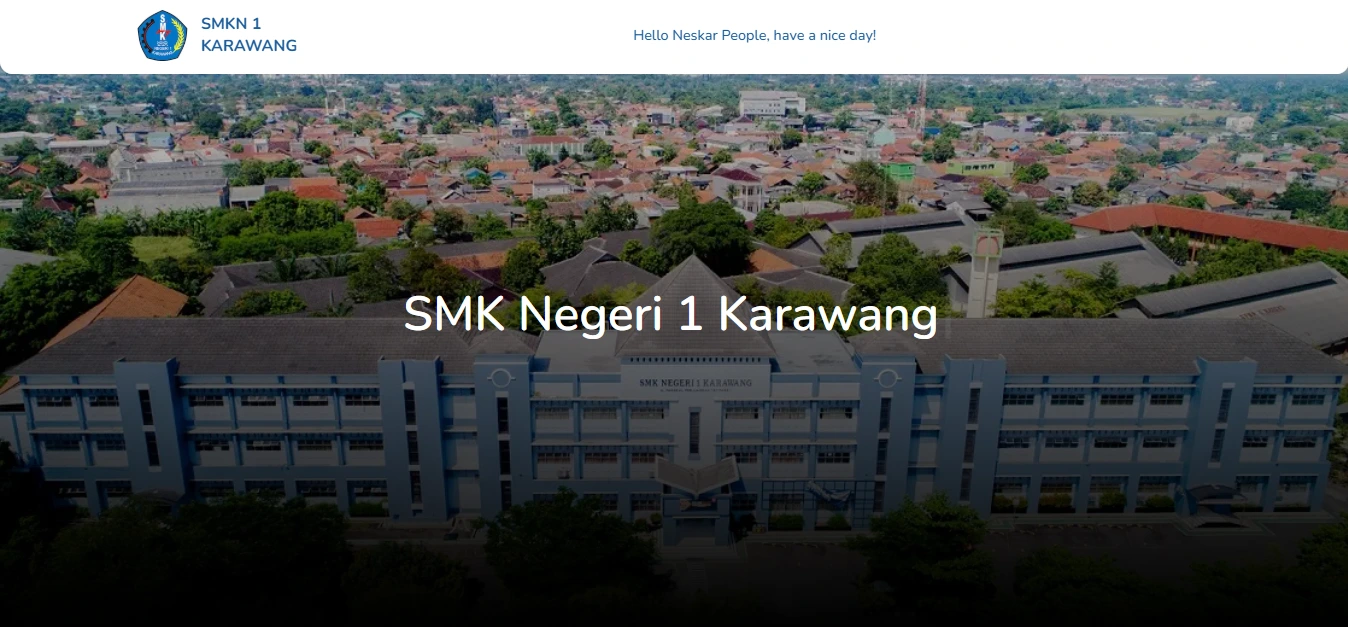 SMKN 1
KARAWANG
Hello Neskar People, have a nice day!
SMK Negeri 1 Karawang
SMK NEGERI 1 KARAWANG